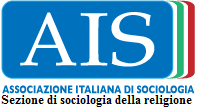 AIS
ASSOCIAZIONE ITALIANA DI SOCIOLOGIA
Sezione di sociologia della religione